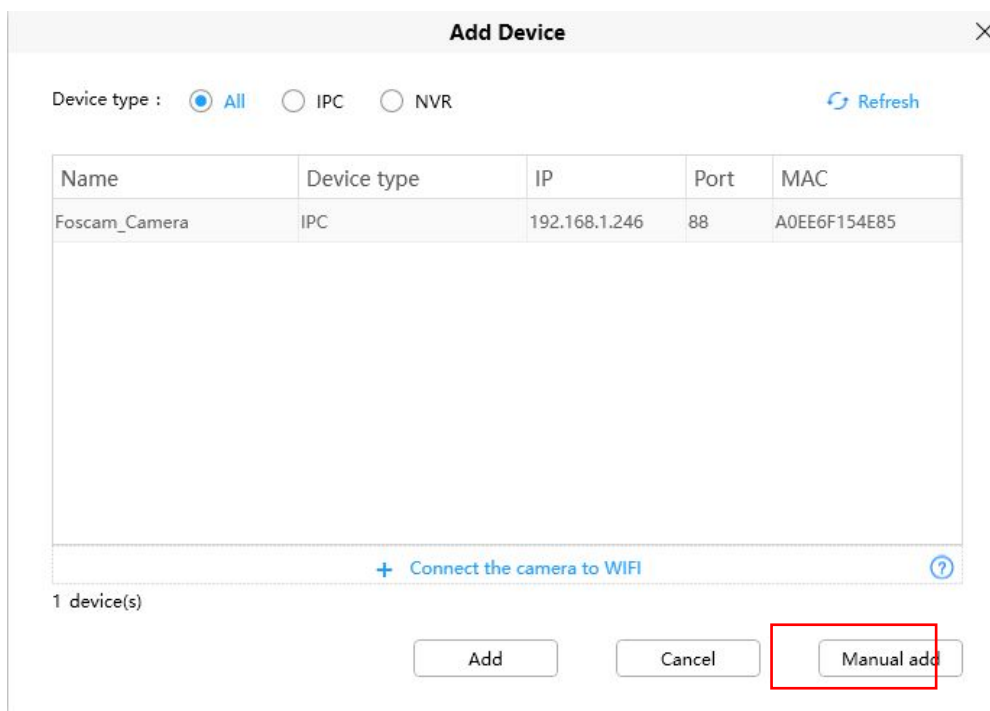 Add Device
Device type : All IPC NVR Refresh
Name Device type IP Port MAC
Foscam_Camera IPC 192.168.1.246 88 A0EE6F154E85
+ Connect the camera to WIFI ?
1 device(s)
Add Cancel Manual add